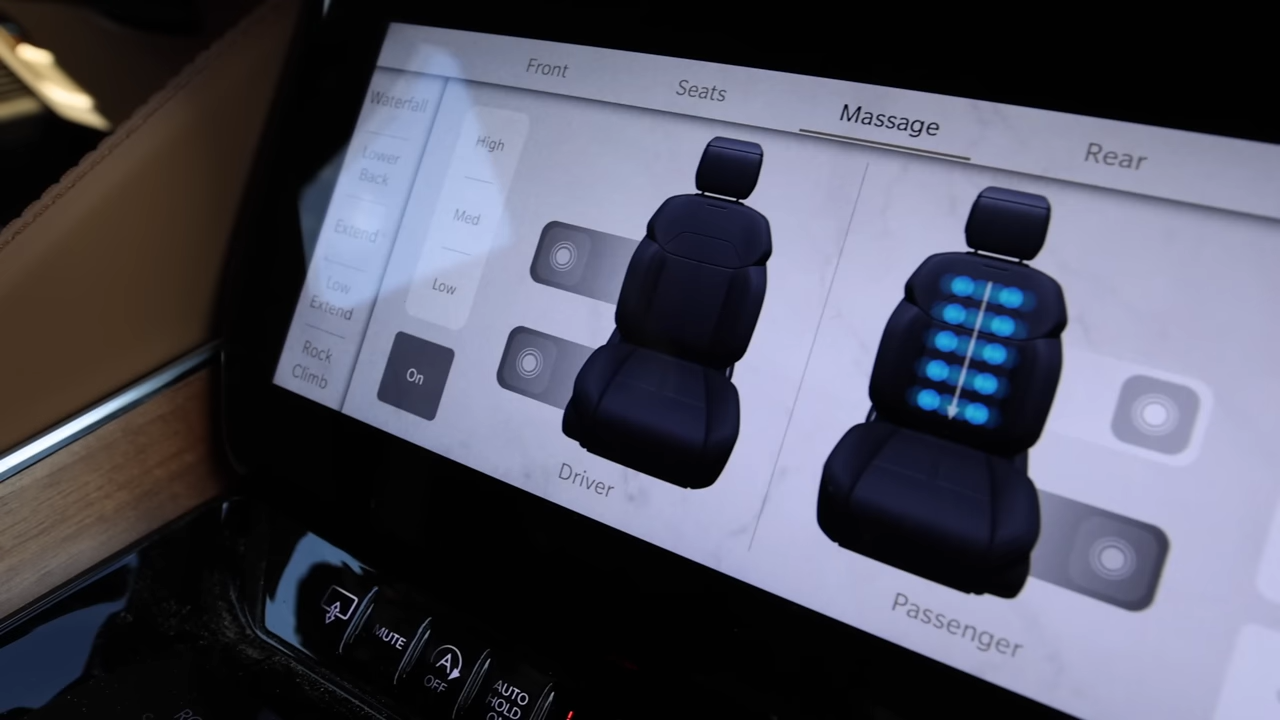 Front
Seats
Massage
Rear
Waterfall
Lower
Back
Extend
Low
Extend
Rock
Climb
High
Med
Low
On
Driver
Passenger
MUTE
A
OFF
AUTO
HOLD